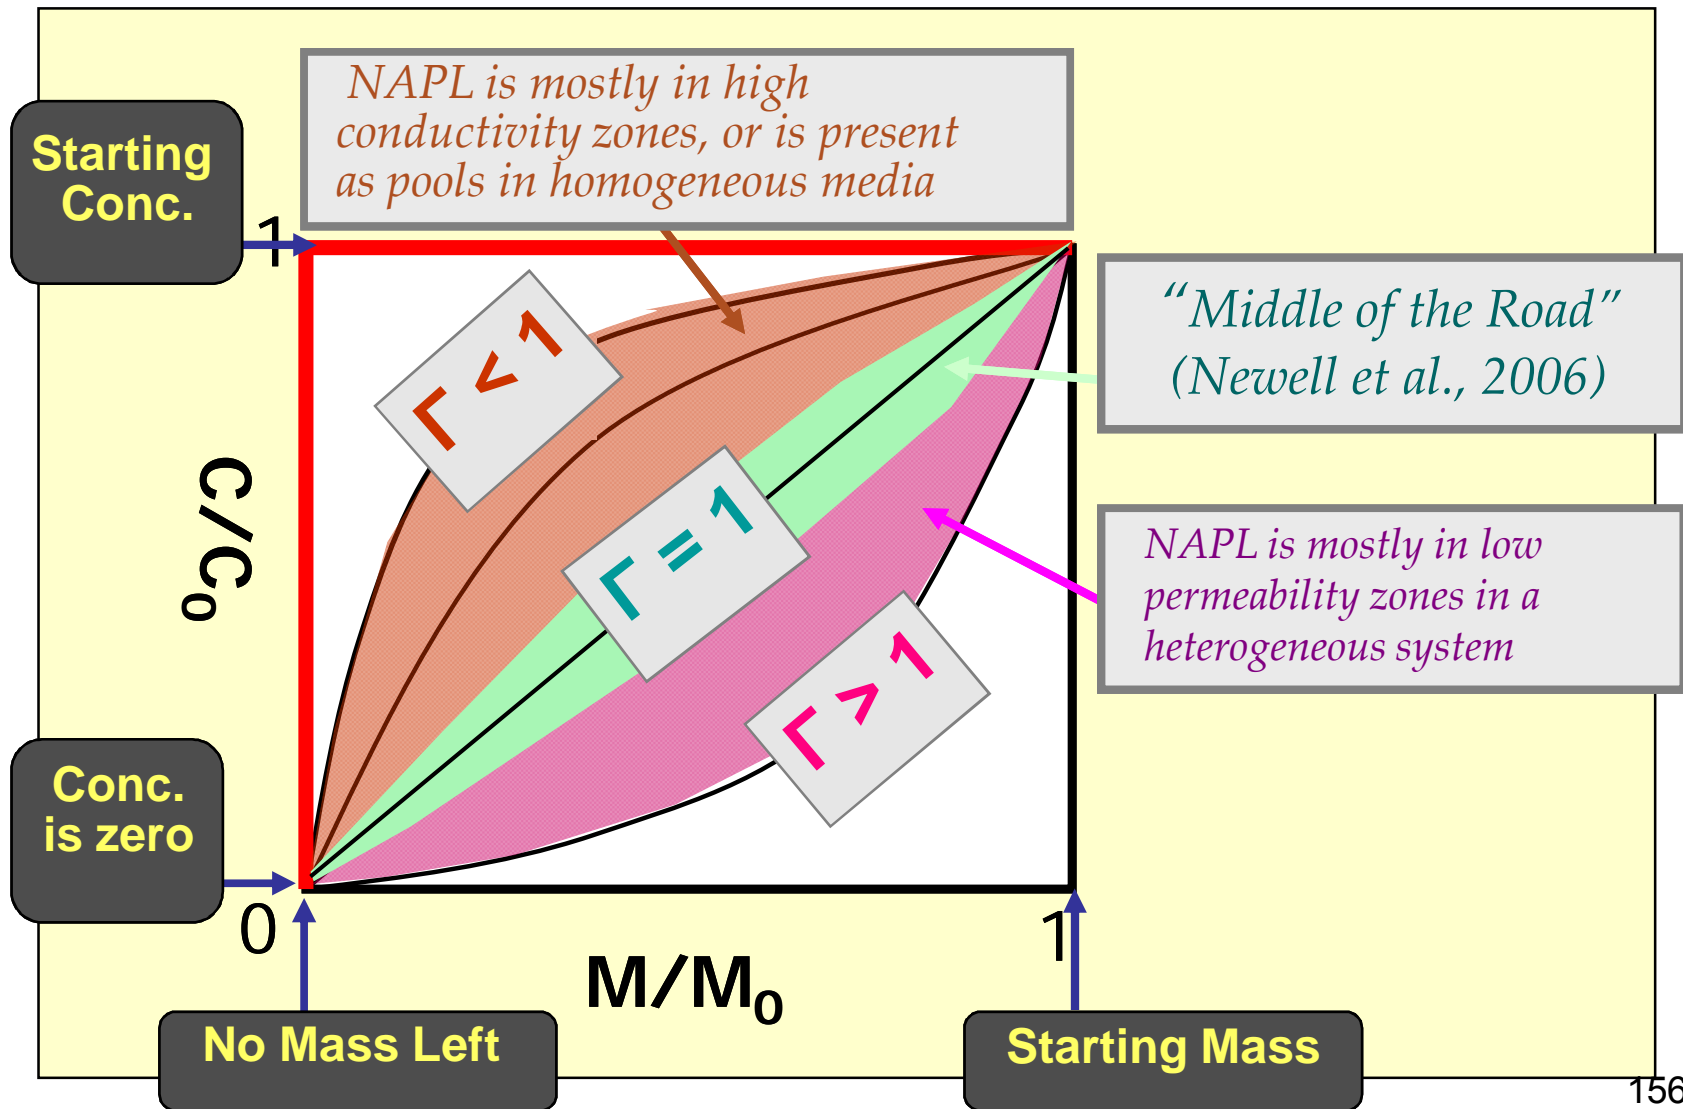 NAPL is mostly in high
conductivity zones, or is present
as pools in homogeneous media
Starting
Conc.
1
“Middle of the Road”
(Newell et al., 2006)
Γ < 1
Γ = 1
Γ > 1
C/C₀
NAPL is mostly in low
permeability zones in a
heterogeneous system
Conc.
is zero
0
1
M/M₀
No Mass Left
Starting Mass
156